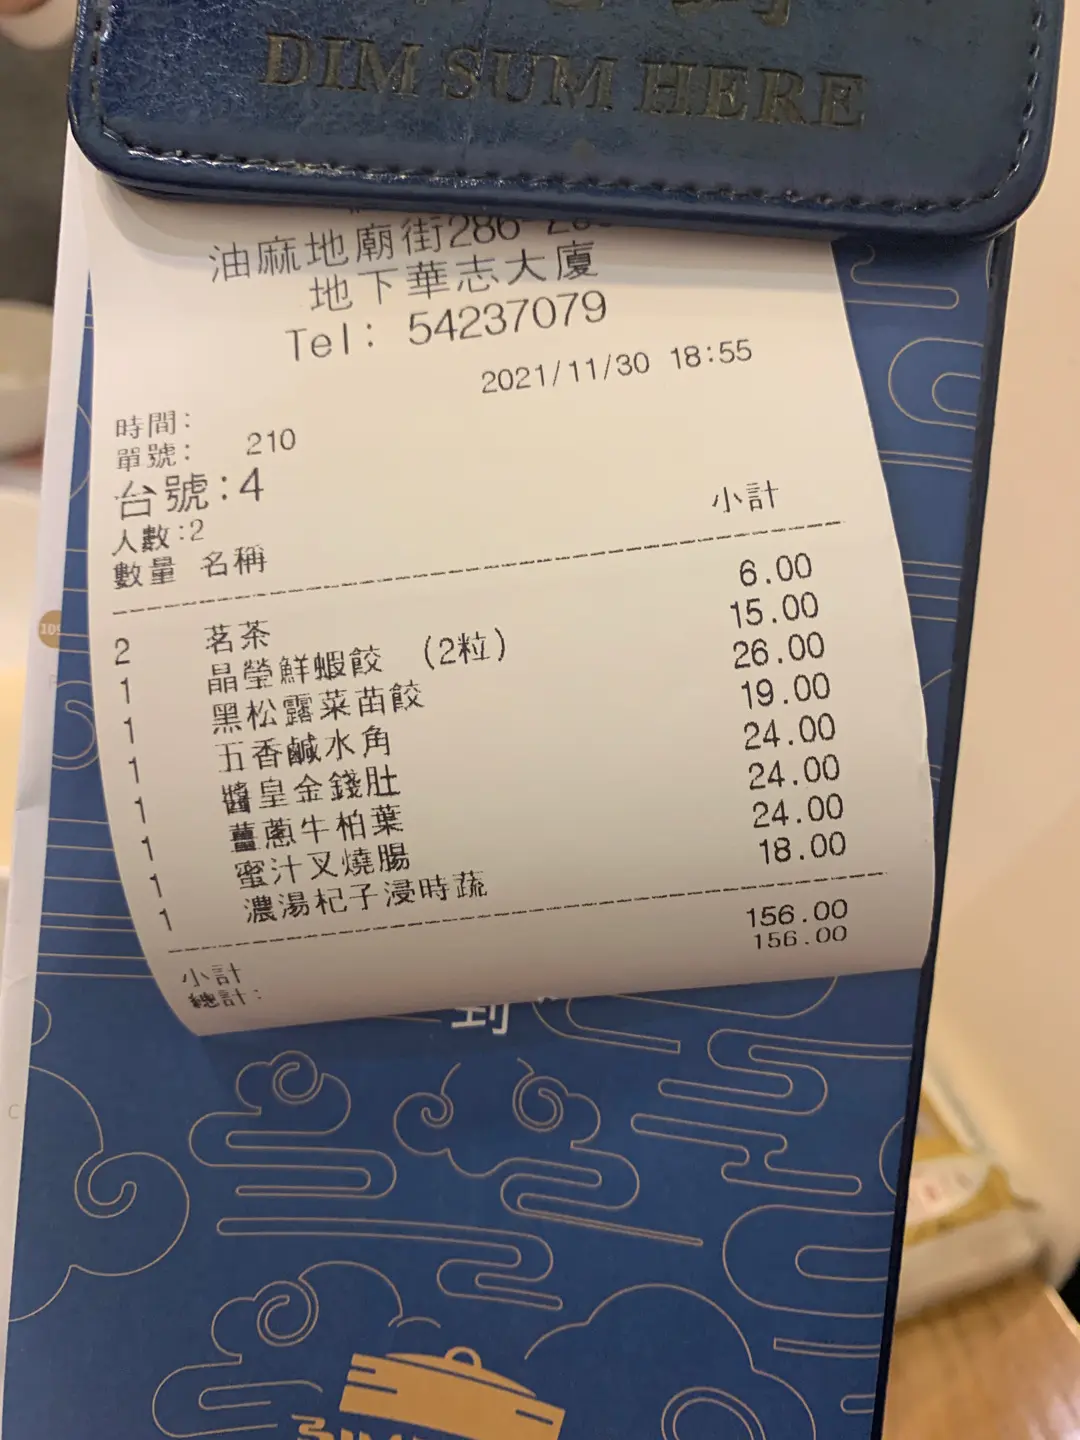 DIM SUM HERE
油麻地廟街286-
地下華志大廈
Tel: 54237079
2021/11/30 18:55
時間:
單號: 210
台號:4
人數:2
數量 名稱 小計
2 茗茶 6.00
1 晶瑩鮮蝦餃 (2粒) 15.00
1 黑松露菜苗餃 26.00
1 五香鹹水角 19.00
1 醬皇金錢肚 24.00
1 薑蔥牛柏葉 24.00
1 蜜汁叉燒腸 24.00
1 濃湯杞子浸時蔬 18.00
小計 156.00
總計: 156.00
到